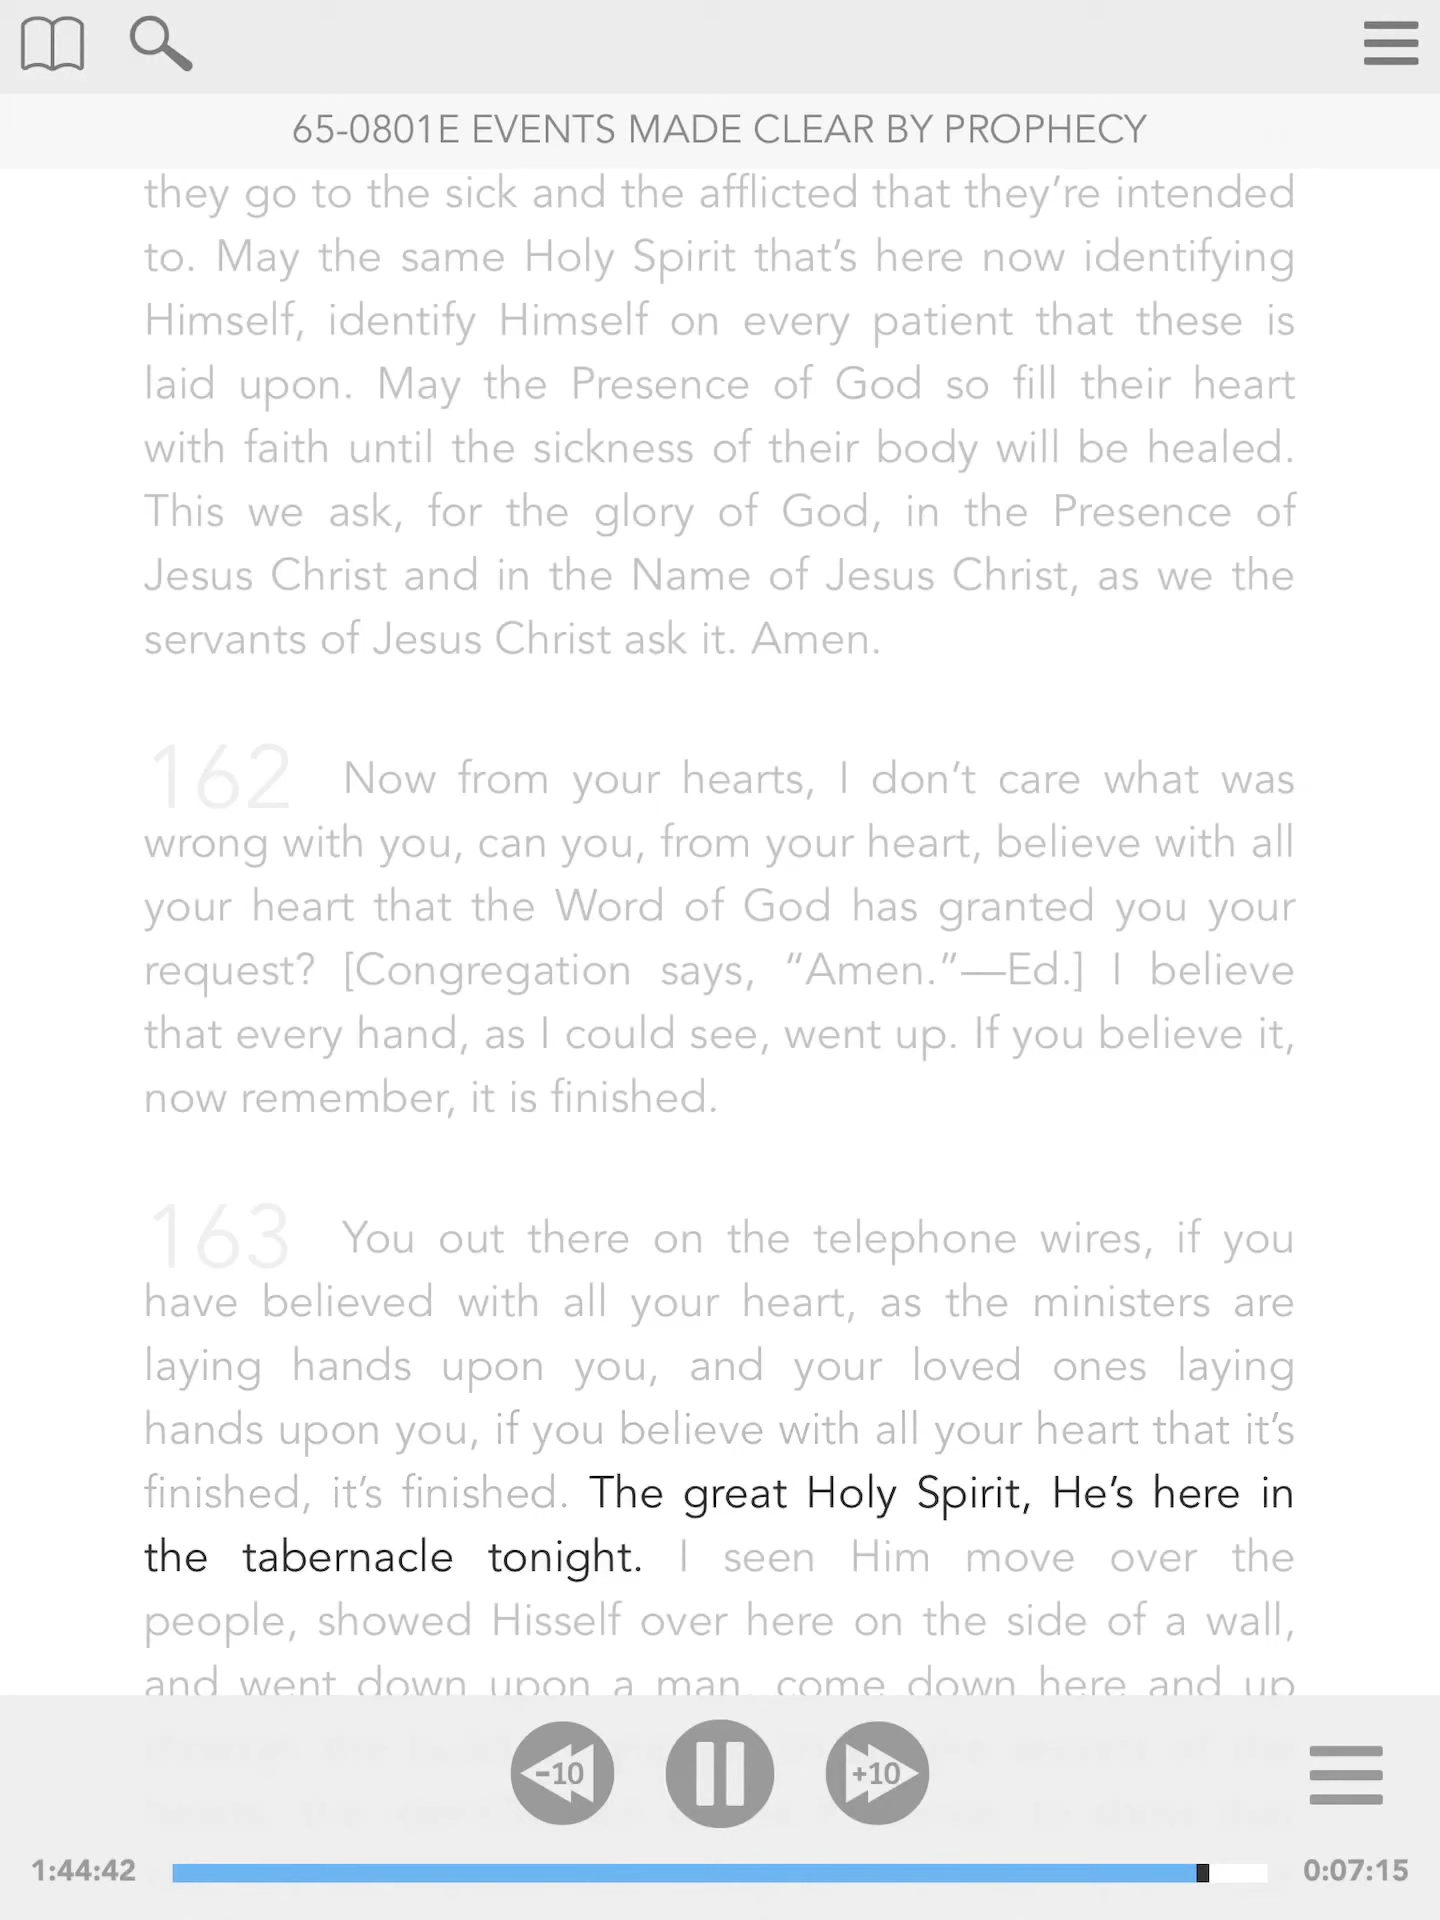 65-0801E EVENTS MADE CLEAR BY PROPHECY
they go to the sick and the afflicted that they’re intended
to. May the same Holy Spirit that’s here now identifying
Himself, identify Himself on every patient that these is
laid upon. May the Presence of God so fill their heart
with faith until the sickness of their body will be healed.
This we ask, for the glory of God, in the Presence of
Jesus Christ and in the Name of Jesus Christ, as we the
servants of Jesus Christ ask it. Amen.
162 Now from your hearts, I don’t care what was
wrong with you, can you, from your heart, believe with all
your heart that the Word of God has granted you your
request? [Congregation says, “Amen.”—Ed.] I believe
that every hand, as I could see, went up. If you believe it,
now remember, it is finished.
163 You out there on the telephone wires, if you
have believed with all your heart, as the ministers are
laying hands upon you, and your loved ones laying
hands upon you, if you believe with all your heart that it’s
finished, it’s finished. The great Holy Spirit, He’s here in
the tabernacle tonight. I seen Him move over the
people, showed Hisself over here on the side of a wall,
and went down upon a man, come down here and up
-10 +10
1:44:42 0:07:15